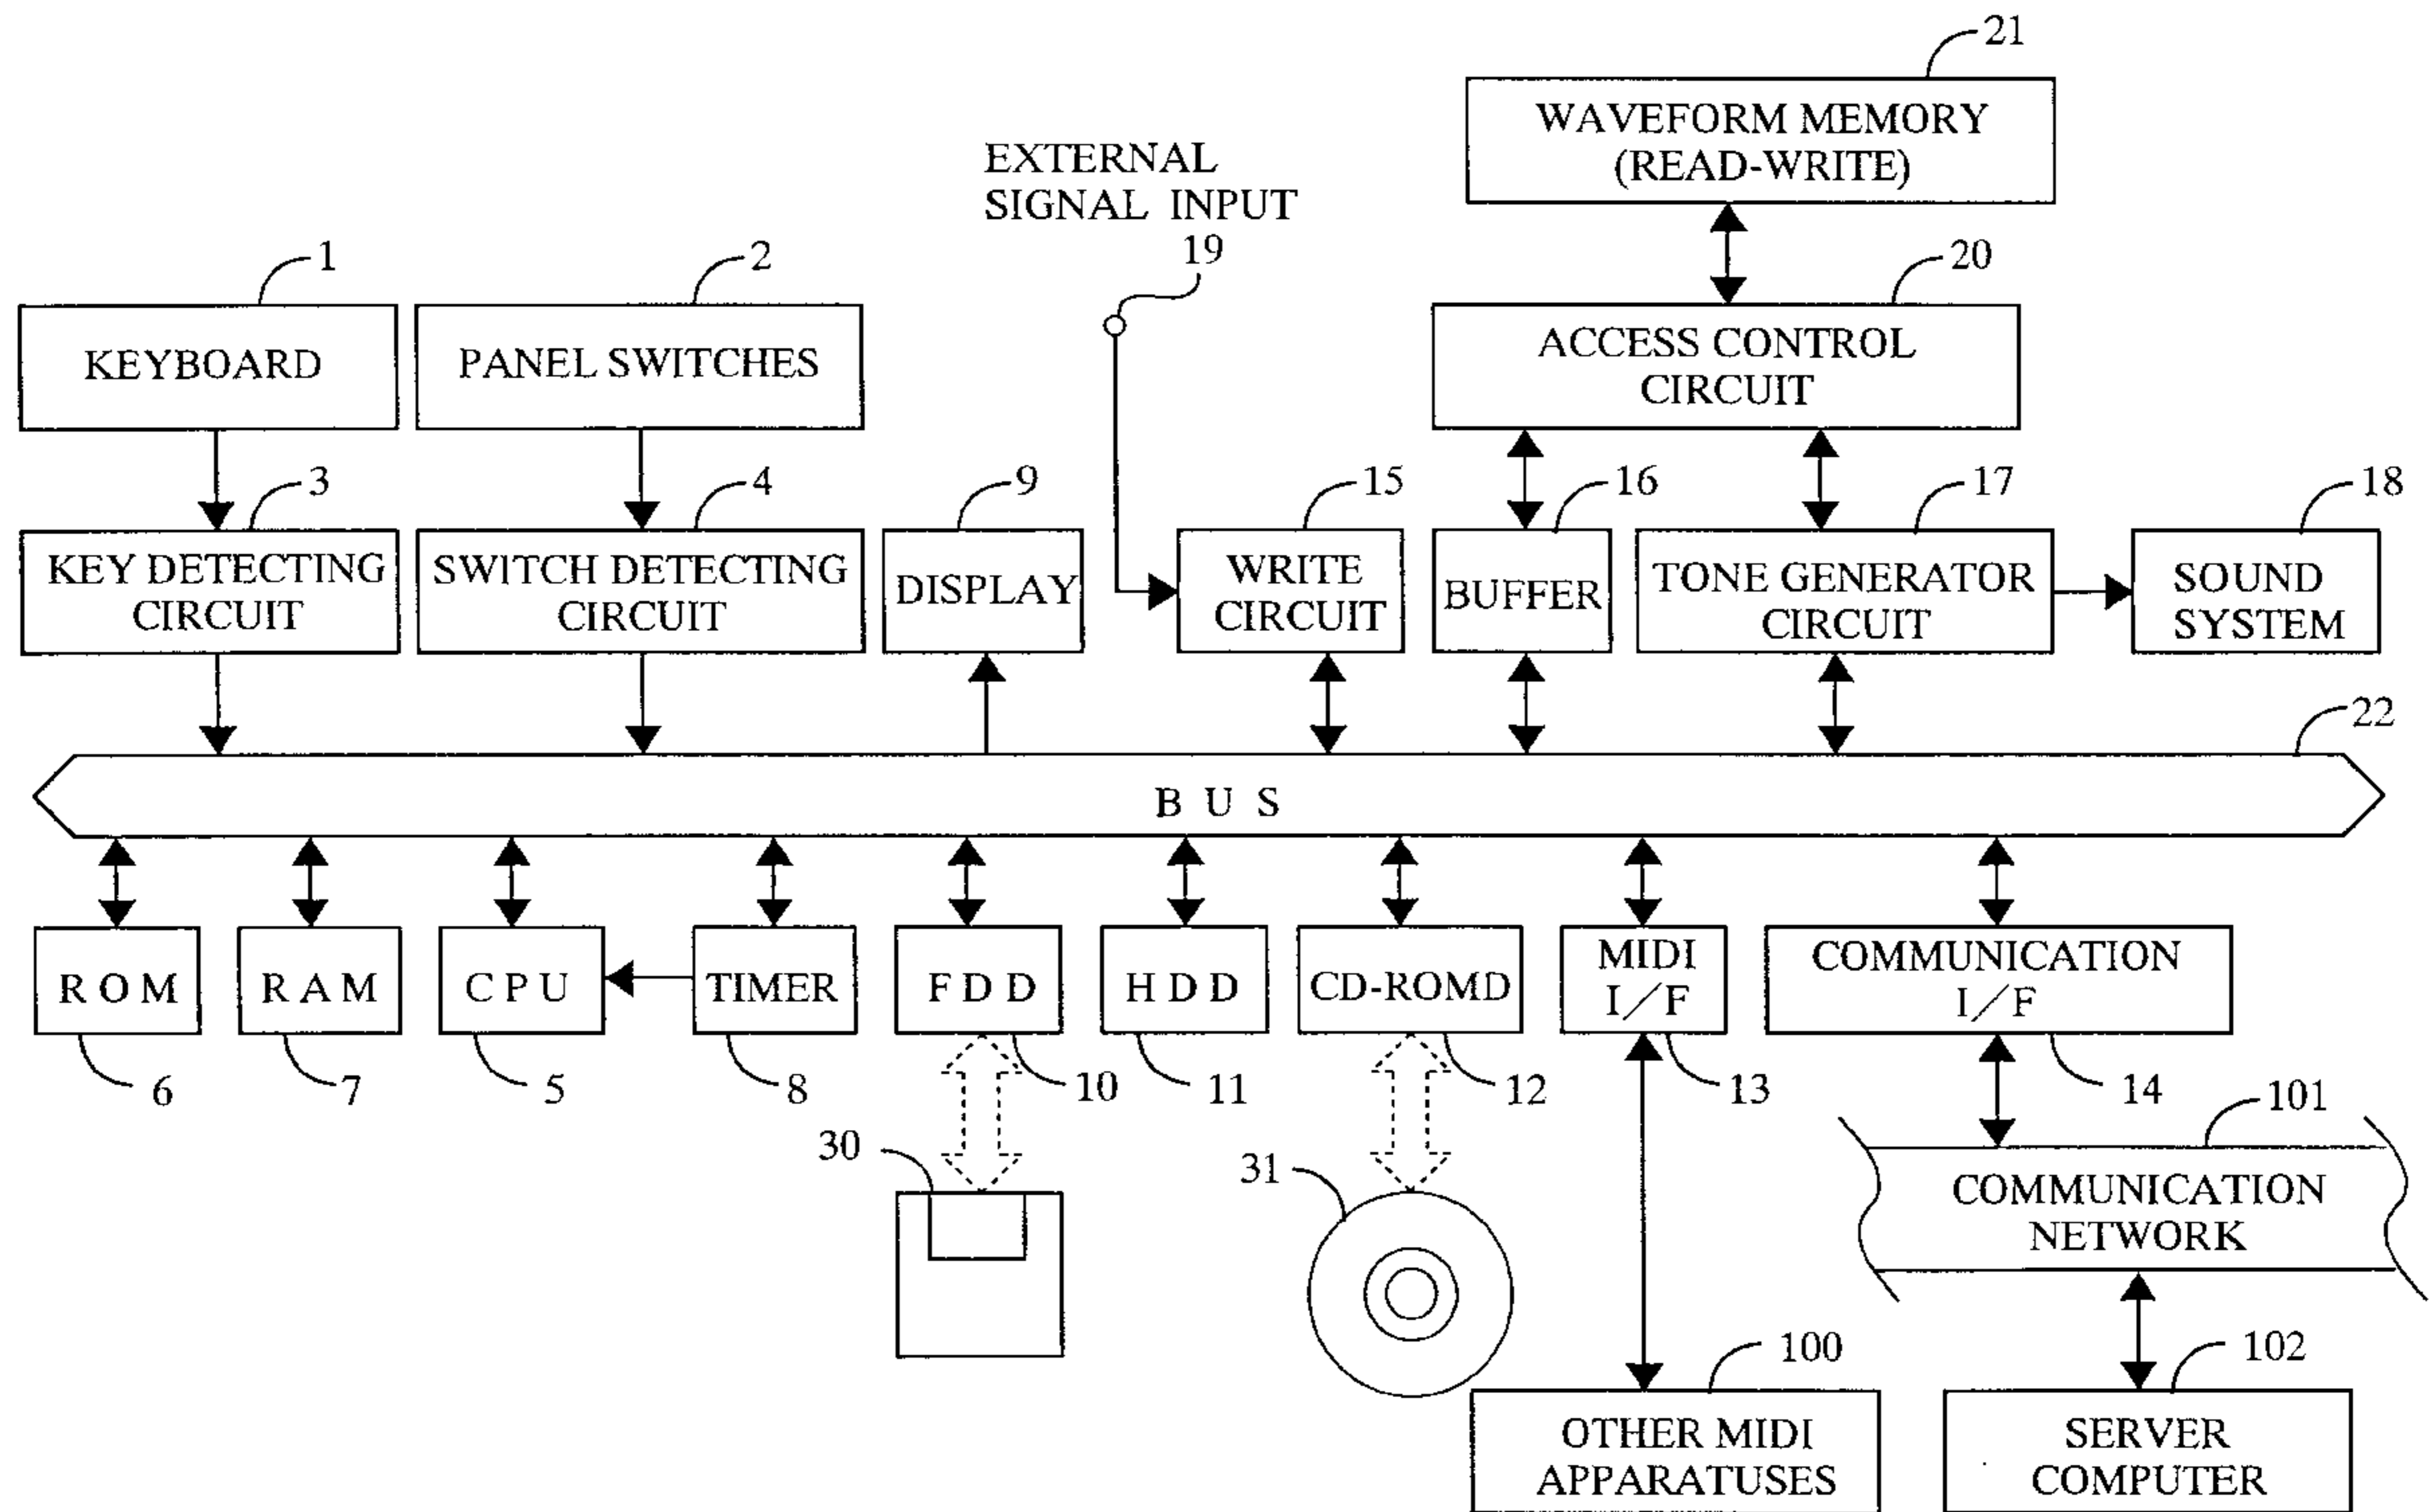 21
WAVEFORM MEMORY
(READ-WRITE)
EXTERNAL
SIGNAL INPUT
19
1
2
20
KEYBOARD
PANEL SWITCHES
ACCESS CONTROL
CIRCUIT
3
4
9
15
16
17
18
KEY DETECTING
CIRCUIT
SWITCH DETECTING
CIRCUIT
DISPLAY
WRITE
CIRCUIT
BUFFER
TONE GENERATOR
CIRCUIT
SOUND
SYSTEM
22
B U S
R O M
R A M
C P U
TIMER
F D D
H D D
CD-ROMD
MIDI
I/F
COMMUNICATION
I/F
6
7
5
8
10
11
12
13
14
101
30
31
COMMUNICATION
NETWORK
100
102
OTHER MIDI
APPARATUSES
SERVER
COMPUTER